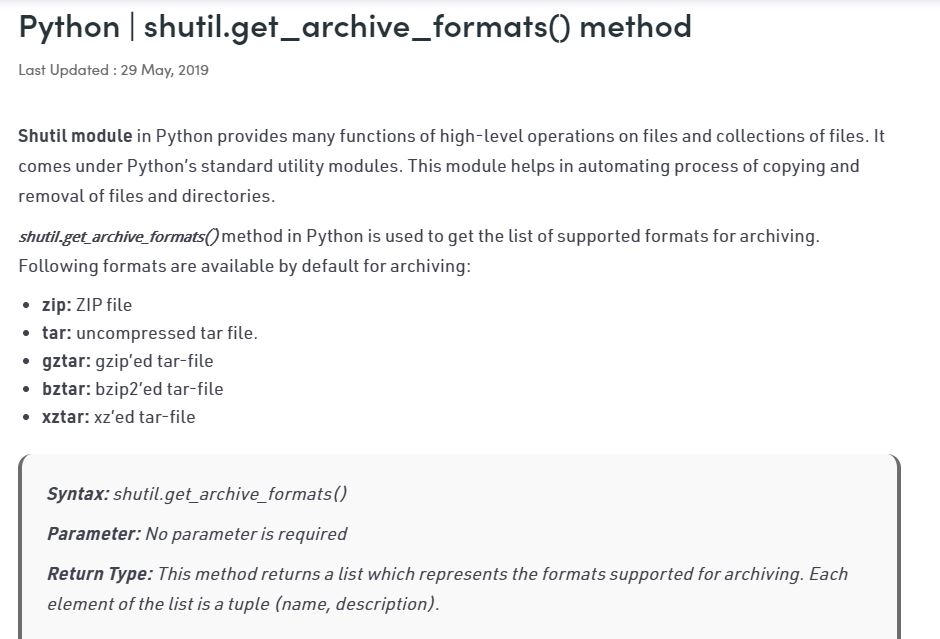 Python | shutil.get_archive_formats() method
Last Updated : 29 May, 2019
Shutil module in Python provides many functions of high-level operations on files and collections of files. It
comes under Python's standard utility modules. This module helps in automating process of copying and
removal of files and directories.
shutil.get_archive_formats() method in Python is used to get the list of supported formats for archiving.
Following formats are available by default for archiving:
• zip: ZIP file
• tar: uncompressed tar file.
• gztar: gzip'ed tar-file
• bztar: bzip2'ed tar-file
• xztar: xz'ed tar-file
Syntax: shutil.get_archive_formats()
Parameter: No parameter is required
Return Type: This method returns a list which represents the formats supported for archiving. Each
element of the list is a tuple (name, description).